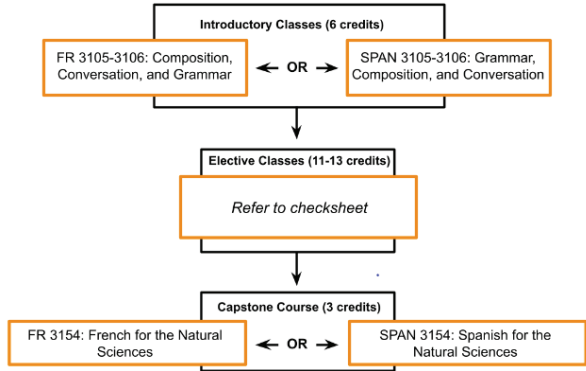 Introductory Classes (6 credits)
FR 3105-3106: Composition,
Conversation, and Grammar
OR
SPAN 3105-3106: Grammar,
Composition, and Conversation
Elective Classes (11-13 credits)
Refer to checksheet
Capstone Course (3 credits)
FR 3154: French for the Natural
Sciences
OR
SPAN 3154: Spanish for the
Natural Sciences